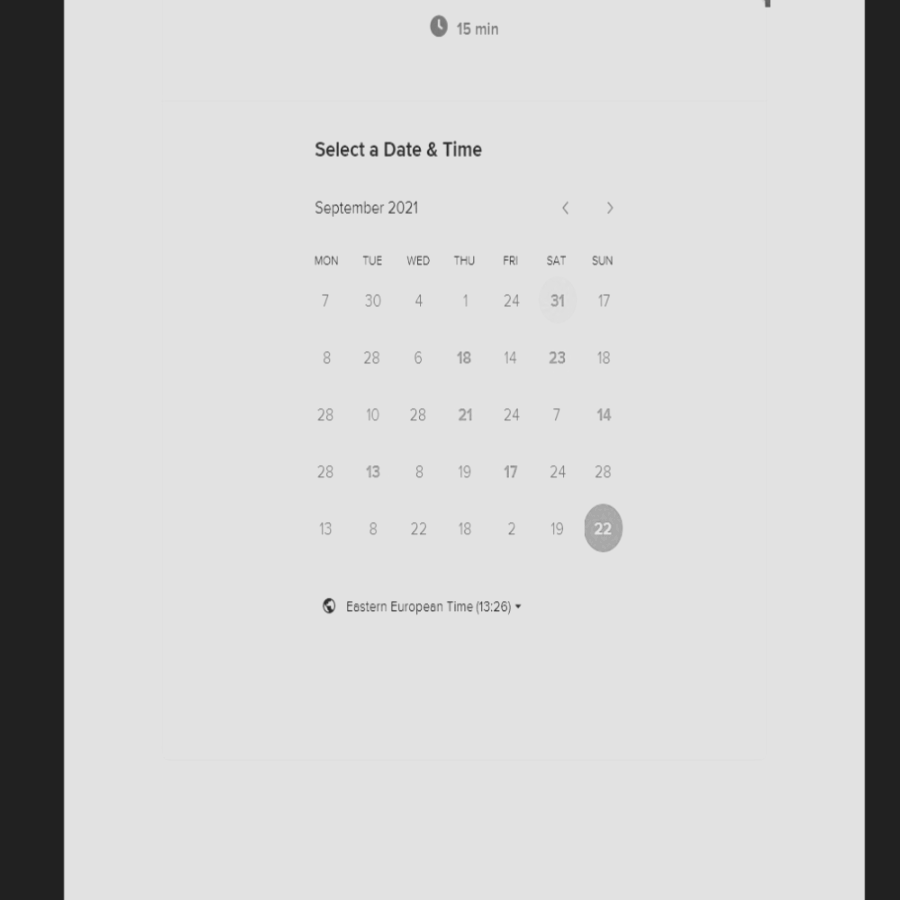 15 min
Select a Date & Time
September 2021
MON TUE WED THU FRI SAT SUN
7 30 4 1 24 31 17
8 28 6 18 14 23 18
28 10 28 21 24 7 14
28 13 8 19 17 24 28
13 8 22 18 2 19 22
Eastern European Time (13:26)